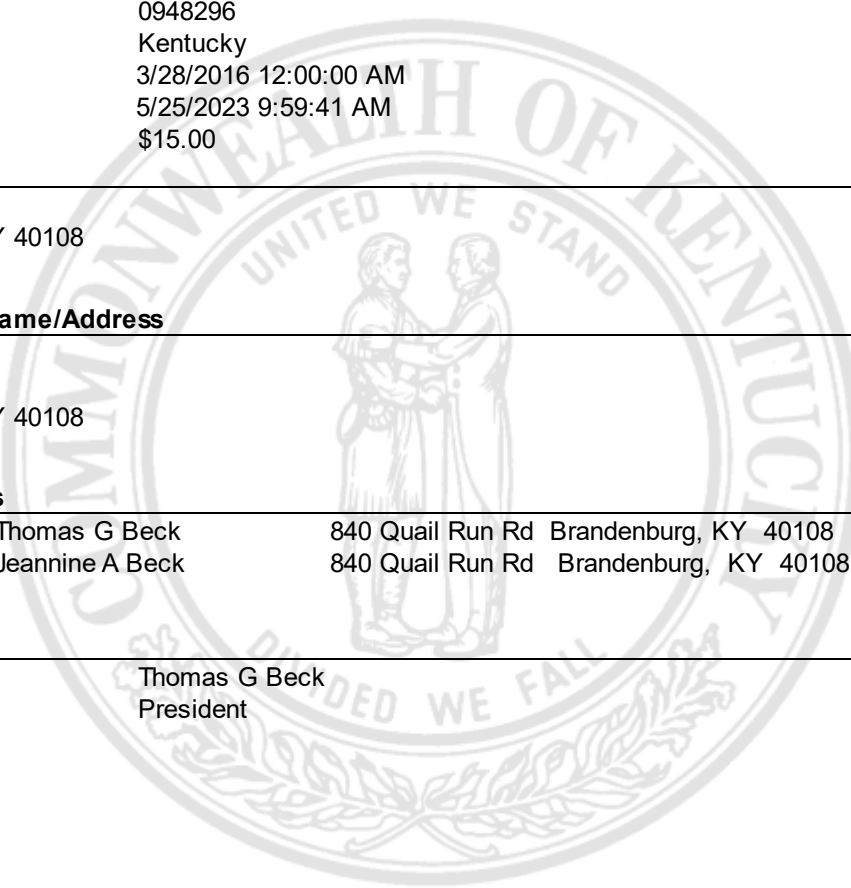 0948296
Kentucky
3/28/2016 12:00:00 AM
5/25/2023 9:59:41 AM
$15.00
COMMONWEALTH OF KENTUCKY
UNITED WE STAND
40108
ame/Address
40108
s
Thomas G Beck 840 Quail Run Rd Brandenburg, KY 40108
Jeannine A Beck 840 Quail Run Rd Brandenburg, KY 40108
Thomas G Beck
President
DIVIDED WE FALL